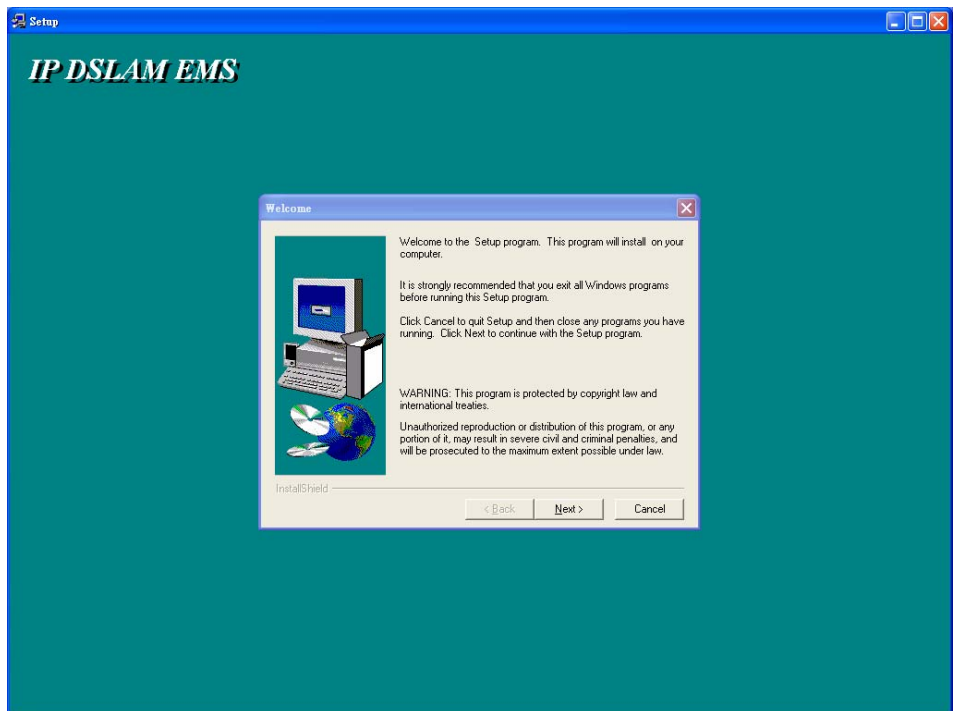 Setup
IP DSLAM EMS
Welcome
Welcome to the  Setup program.  This program will install  on your
computer.
It is strongly recommended that you exit all Windows programs
before running this Setup program.
Click Cancel to quit Setup and then close any programs you have
running.  Click Next to continue with the Setup program.
WARNING: This program is protected by copyright law and
international treaties.
Unauthorized reproduction or distribution of this program, or any
portion of it, may result in severe civil and criminal penalties, and
will be prosecuted to the maximum extent possible under law.
InstallShield
< Back Next > Cancel